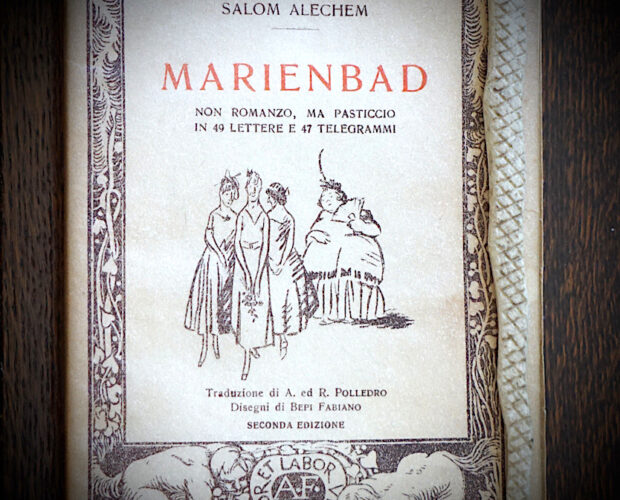 SALOM ALECHEM
MARIENBAD
NON ROMANZO, MA PASTICCIO
IN 49 LETTERE E 47 TELEGRAMMI
Traduzione di A. ed R. POLLEDRO
Disegni di BEPI FABIANO
SECONDA EDIZIONE
ET LABOR
A.F.